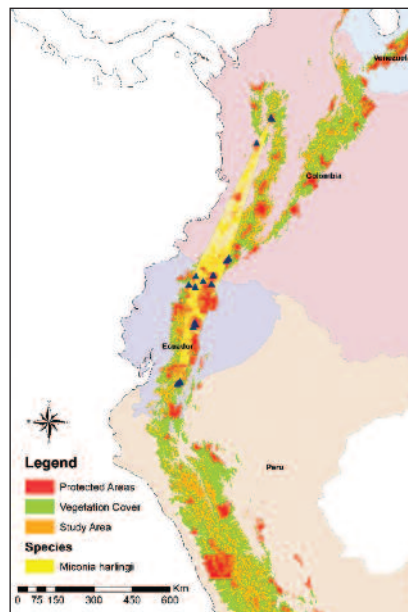 Venezuela
Colombia
Ecuador
Peru
Legend
Protected Areas
Vegetation Cover
Study Area
Species
Miconia harlingii
Km
0 75 150 300 450 600